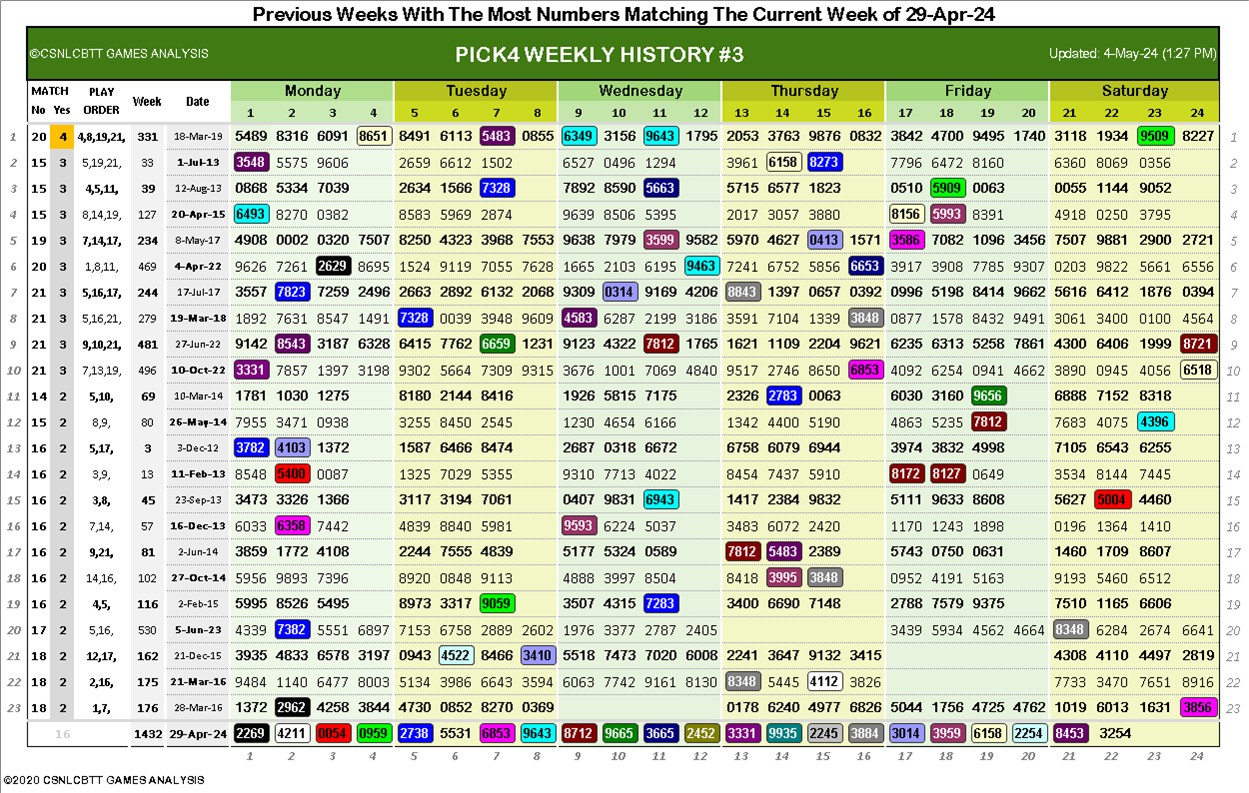 Previous Weeks With The Most Numbers Matching The Current Week of 29-Apr-24
©CSNLCBTT GAMES ANALYSIS PICK4 WEEKLY HISTORY #3 Updated: 4-May-24 (1:27 PM)
MATCH PLAY Week Date Monday Tuesday Wednesday Thursday Friday Saturday
No Yes ORDER 1 2 3 4 5 6 7 8 9 10 11 12 13 14 15 16 17 18 19 20 21 22 23 24
1 20 4 4,8,19,21, 331 18-Mar-19 5489 8316 6091 8651 8491 6113 5483 0855 6349 3156 9643 1795 2053 3763 9876 0832 3842 4700 9495 1740 3118 1934 9509 8227 1
2 15 3 5,19,21, 33 1-Jul-13 3548 5575 9606 2659 6612 1502 6527 0496 1294 3961 6158 8273 7796 6472 8160 6360 8069 0356 2
3 15 3 4,5,11, 39 12-Aug-13 0868 5334 7039 2634 1566 7328 7892 8590 5663 5715 6577 1823 0510 5909 0063 0055 1144 9052 3
4 15 3 8,14,19, 127 20-Apr-15 6493 8270 0382 8583 5969 2874 9639 8506 5395 2017 3057 3880 8156 5993 8391 4918 0250 3795 4
5 19 3 7,14,17, 234 8-May-17 4908 0002 0320 7507 8250 4323 3968 7553 9638 7979 3599 9582 5970 4627 0413 1571 3586 7082 1096 3456 7507 9881 2900 2721 5
6 20 3 1,8,11, 469 4-Apr-22 9626 7261 2629 8695 1524 9119 7055 7628 1665 2103 6195 9463 7241 6752 5856 6653 3917 3908 7785 9307 0203 9822 5661 6556 6
7 21 3 5,16,17, 244 17-Jul-17 3557 7823 7259 2496 2663 2892 6132 2068 9309 0314 9169 4206 8843 1397 0657 0392 0996 5198 8414 9662 5616 6412 1876 0394 7
8 21 3 5,16,21, 279 19-Mar-18 1892 7631 8547 1491 7328 0039 3948 9609 4583 6287 2199 3186 3591 7104 1339 3848 0877 1578 8432 9491 3061 3400 0100 4564 8
9 21 3 9,10,21, 481 27-Jun-22 9142 8543 3187 6328 6415 7762 6659 1231 9123 4322 7812 1765 1621 1109 2204 9621 6235 6313 5258 7861 4300 6406 1999 8721 9
10 21 3 7,13,19, 496 10-Oct-22 3331 7857 1397 3198 9302 5664 7309 9315 3676 1001 7069 4840 9517 2746 8650 6853 4092 6254 0941 4662 3890 0945 4056 6518 10
11 14 2 5,10, 69 10-Mar-14 1781 1030 1275 8180 2144 8416 1926 5815 7175 2326 2783 0063 6030 3160 9656 6888 7152 8318 11
12 15 2 8,9, 80 26-May-14 7955 3471 0938 3255 8450 2545 1230 4654 6166 1342 4400 5190 4863 5235 7812 7683 4075 4396 12
13 16 2 5,17, 3 3-Dec-12 3782 4103 1372 1587 6466 8474 2687 0318 6672 6758 6079 6944 3974 3832 4998 7105 6543 6255 13
14 16 2 3,9, 13 11-Feb-13 8548 5400 0087 1325 7029 5355 9310 7713 4022 8454 7437 5910 8172 8127 0649 3534 8144 7445 14
15 16 2 3,8, 45 23-Sep-13 3473 3326 1366 3117 3194 7061 0407 9831 6943 1417 2384 9832 5111 9633 8608 5627 5004 4460 15
16 16 2 7,14, 57 16-Dec-13 6033 6358 7442 4839 8840 5981 9593 6224 5037 3483 6072 2420 1170 1243 1898 0196 1364 1410 16
17 16 2 9,21, 81 2-Jun-14 3859 1772 4108 2244 7555 4839 5177 5324 0589 7812 5483 2389 5743 0750 0631 1460 1709 8607 17
18 16 2 14,16, 102 27-Oct-14 5956 9893 7396 8920 0848 9113 4888 3997 8504 8418 3995 3848 0952 4191 5163 9193 5460 6512 18
19 16 2 4,5, 116 2-Feb-15 5995 8526 5495 8973 3317 9059 3507 4315 7283 3400 6690 7148 2788 7579 9375 7510 1165 6606 19
20 17 2 5,16, 530 5-Jun-23 4339 7382 5551 6897 7153 6758 2889 2602 1976 3377 2787 2405 3439 5934 4562 4664 8348 6284 2674 6641 20
21 18 2 12,17, 162 21-Dec-15 3935 4833 6578 3197 0943 4522 8466 3410 5518 7473 7020 6008 2241 3647 9132 3415 4308 4110 4497 2819 21
22 18 2 2,16, 175 21-Mar-16 9484 1140 6477 8003 5134 3986 6643 3594 6063 7742 9161 8130 8348 5445 4112 3826 7733 3470 7651 8916 22
23 18 2 1,7, 176 28-Mar-16 1372 2962 4258 3844 4730 0852 8270 0369 0178 6240 4977 6826 5044 1756 4725 4762 1019 6013 1631 3856 23
16 1432 29-Apr-24 2269 4211 0054 0959 2738 5531 6853 9643 8712 9665 3665 2452 3331 9935 2245 3884 3014 3959 6158 2254 8453 3254
1 2 3 4 5 6 7 8 9 10 11 12 13 14 15 16 17 18 19 20 21 22 23 24
©2020 CSNLCBTT GAMES ANALYSIS